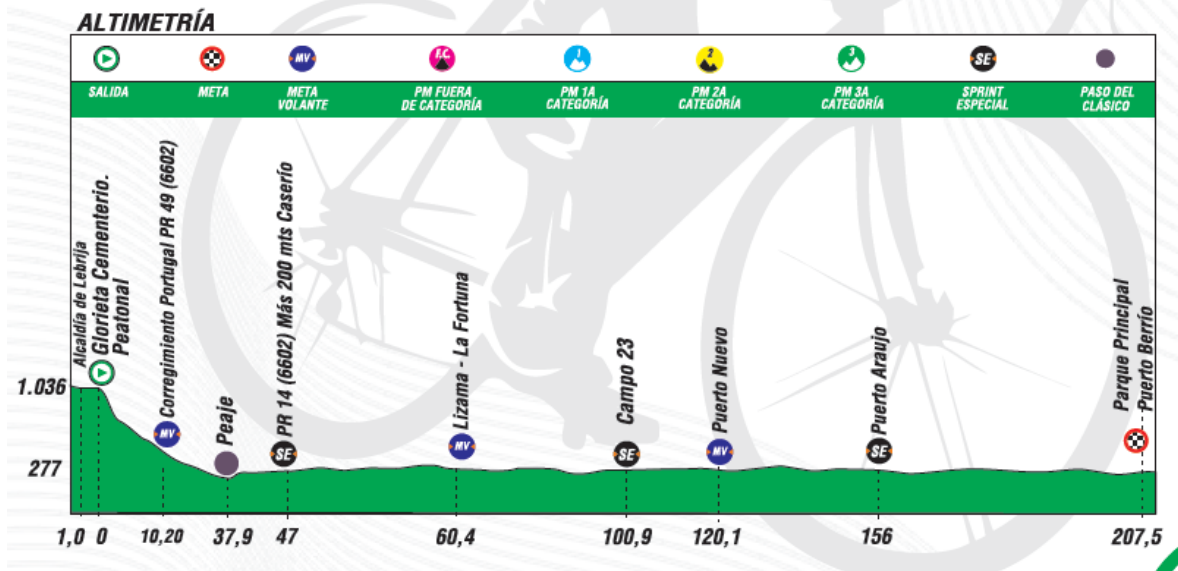 ALTIMETRÍA
MV
F.C.
1
2
3
SE
SALIDA
META
META
VOLANTE
PM FUERA
DE CATEGORÍA
PM 1A
CATEGORÍA
PM 2A
CATEGORÍA
PM 3A
CATEGORÍA
SPRINT
ESPECIAL
PASO DEL
CLÁSICO
1.036
277
Alcaldía de Lebrija
Glorieta Cementerio.
Peatonal
Corregimiento Portugal PR 49 (6602)
MV
Peaje
PR 14 (6602) Más 200 mts Caserío
SE
Lizama - La Fortuna
MV
Campo 23
SE
Puerto Nuevo
MV
Puerto Araujo
SE
Parque Principal
Puerto Berrío
1,0 0 10,20 37,9 47 60,4 100,9 120,1 156 207,5